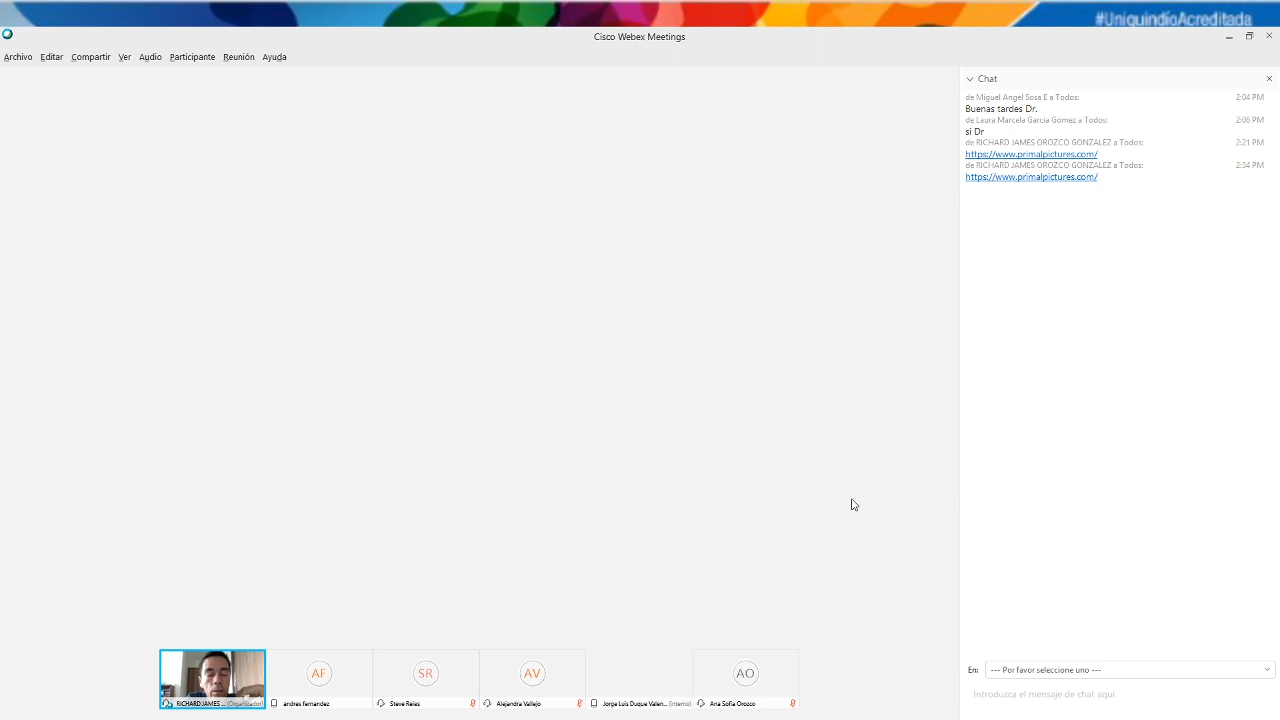 #UniquindíoAcreditada
Cisco Webex Meetings
Archivo Editar Compartir Ver Audio Participante Reunión Ayuda
Chat
de Miguel Angel Sosa E a Todos: 2:04 PM
Buenas tardes Dr.
de Laura Marcela Garcia Gomez a Todos: 2:06 PM
si Dr
de RICHARD JAMES OROZCO GONZALEZ a Todos: 2:21 PM
https://www.primalpictures.com/
de RICHARD JAMES OROZCO GONZALEZ a Todos: 2:34 PM
https://www.primalpictures.com/
En: --- Por favor seleccione uno ---
Introduzca el mensaje de chat aquí
AF
SR
AV
AO
RICHARD JAMES ... (Organizador)
andres fernandez
Steve Reies
Alejandra Vallejo
Jorge Luis Duque Valen... (interno)
Ana Sofia Orozco